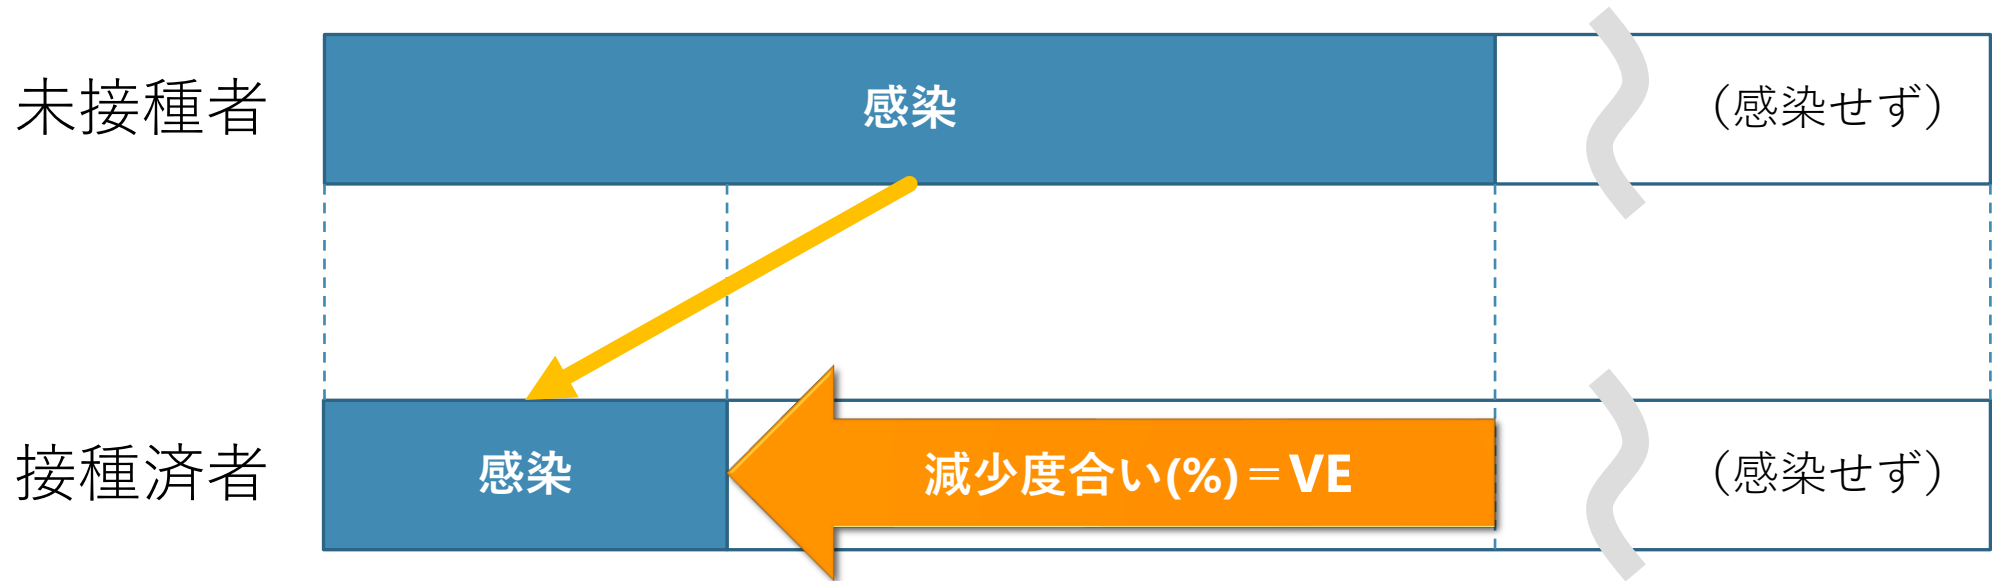 未接種者
感染
（感染せず）
接種済者
感染
減少度合い(%)＝VE
（感染せず）